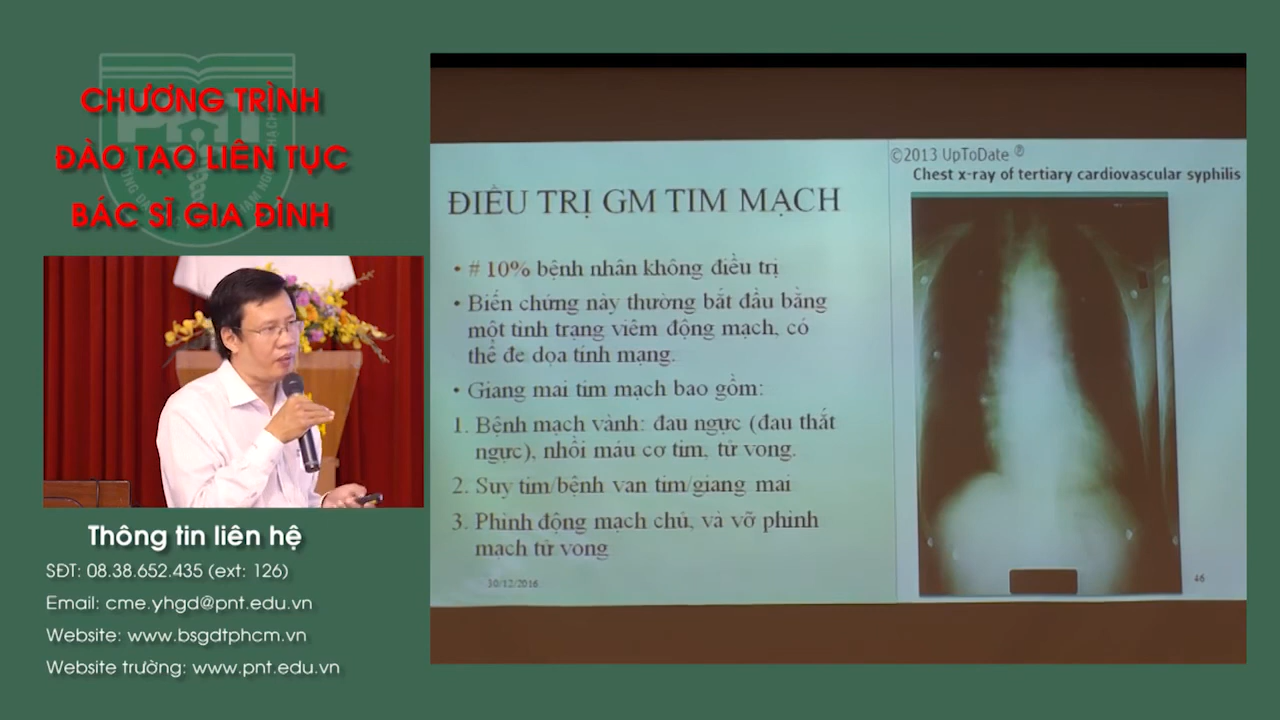 CHƯƠNG TRÌNH
ĐÀO TẠO LIÊN TỤC
BÁC SĨ GIA ĐÌNH
Thông tin liên hệ
SĐT: 08.38.652.435 (ext: 126)
Email: cme.yhgd@pnt.edu.vn
Website: www.bsgdtphcm.vn
Website trường: www.pnt.edu.vn
©2013 UpToDate ®
Chest x-ray of tertiary cardiovascular syphilis
ĐIỀU TRỊ GM TIM MẠCH
• # 10% bệnh nhân không điều trị
• Biến chứng này thường bắt đầu bằng
một tình trạng viêm động mạch, có
thể đe dọa tính mạng.
• Giang mai tim mạch bao gồm:
1. Bệnh mạch vành: đau ngực (đau thắt
ngực), nhồi máu cơ tim, tử vong.
2. Suy tim/bệnh van tim/giang mai
3. Phình động mạch chủ, và vỡ phình
mạch tử vong
30/12/2016
46